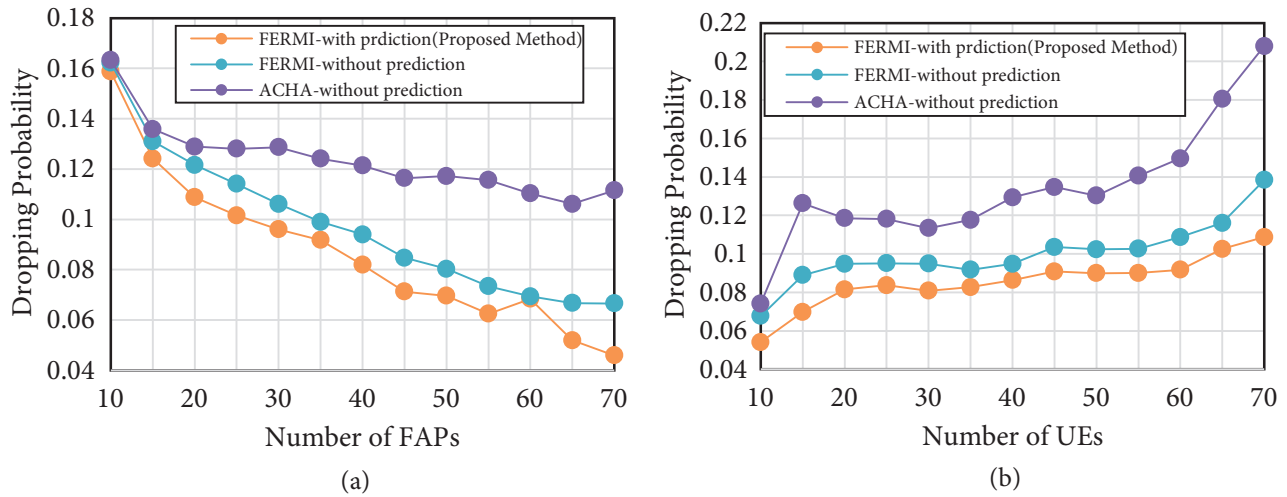 0.18
0.16
0.14
0.12
0.1
0.08
0.06
0.04
Dropping Probability
FERMI-with prdiction(Proposed Method)
FERMI-without prediction
ACHA-without prediction
10 20 30 40 50 60 70
Number of FAPs
(a)
0.22
0.2
0.18
0.16
0.14
0.12
0.1
0.08
0.06
0.04
Dropping Probability
FERMI-with prdiction(Proposed Method)
FERMI-without prediction
ACHA-without prediction
10 20 30 40 50 60 70
Number of UEs
(b)